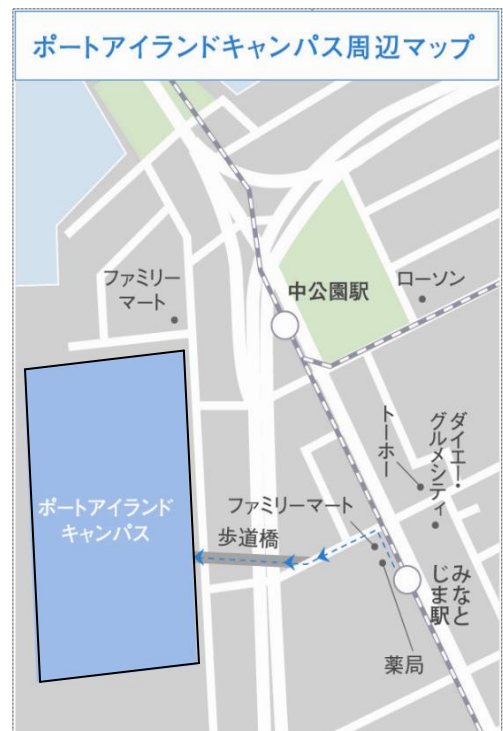 ポートアイランドキャンパス周辺マップ
ファミリー
マート
中公園駅
ローソン
トーホー
ダイエー・
グルメシティ
ファミリーマート
歩道橋
ポートアイランド
キャンパス
みなと
じま駅
薬局